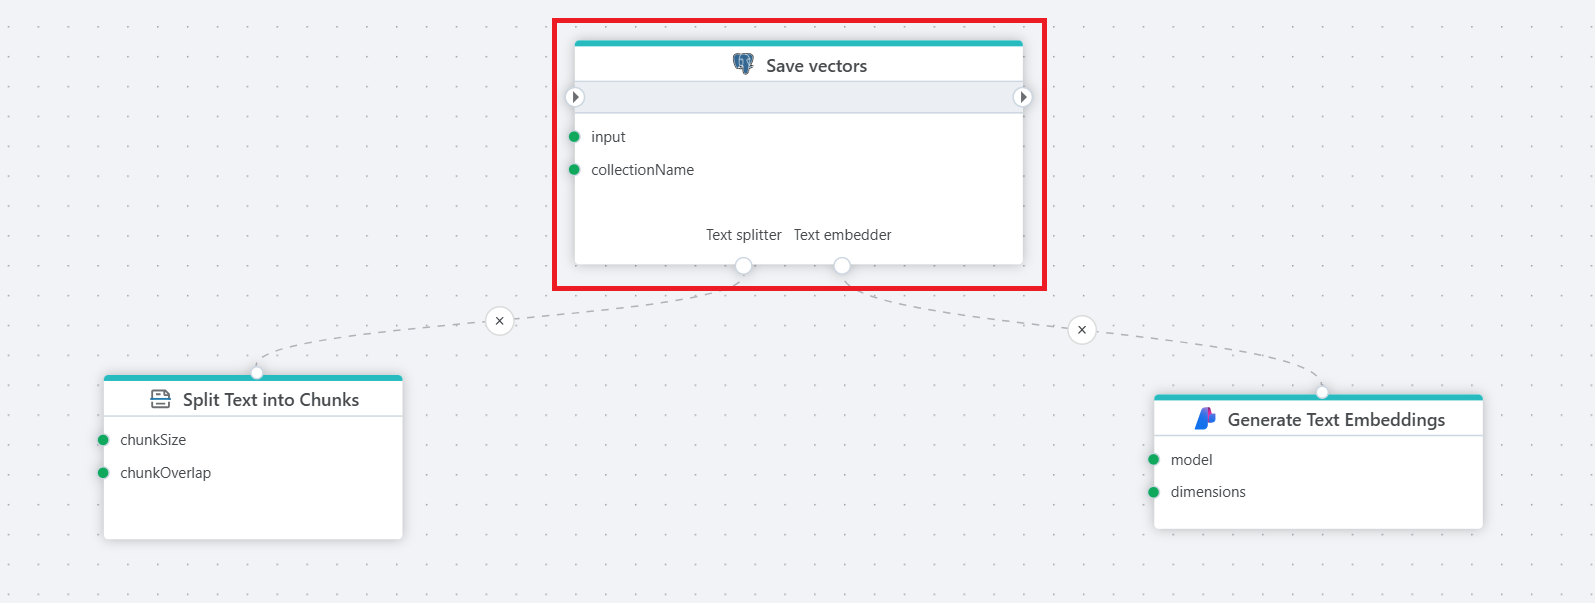 Save vectors
input
collectionName
Text splitter Text embedder
Split Text into Chunks
chunkSize
chunkOverlap
Generate Text Embeddings
model
dimensions